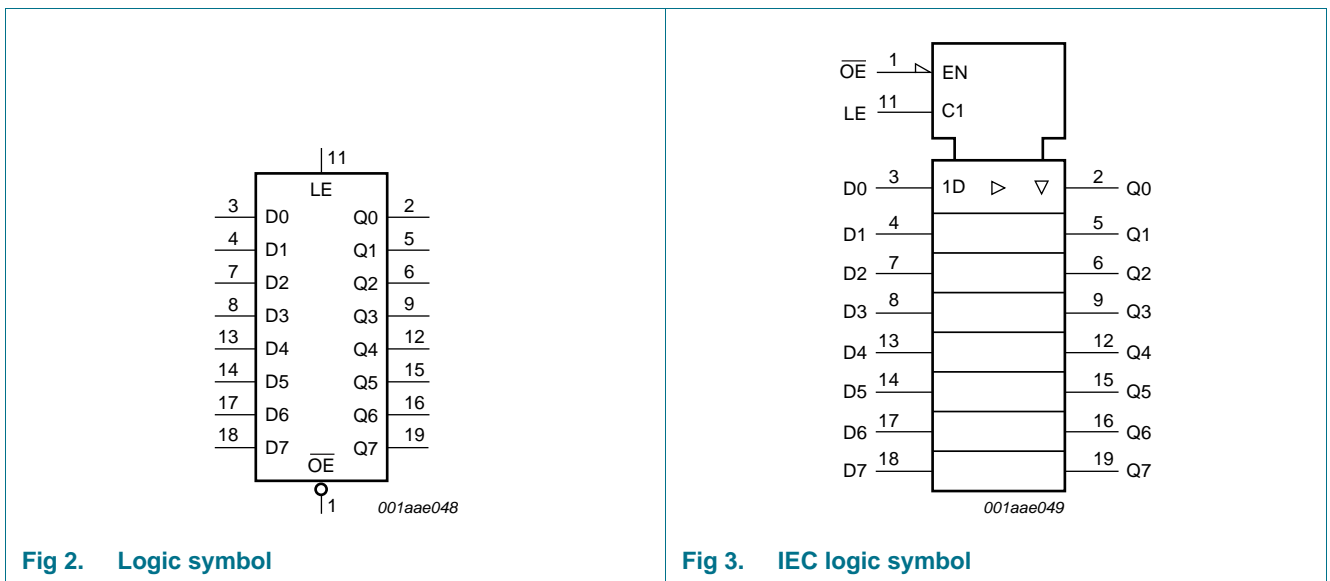 11
LE
3 D0 Q0 2
4 D1 Q1 5
7 D2 Q2 6
8 D3 Q3 9
13 D4 Q4 12
14 D5 Q5 15
17 D6 Q6 16
18 D7 Q7 19
O̅E̅
1 001aae048
Fig 2. Logic symbol
O̅E̅ 1 EN
LE 11 C1
D0 3 1D 2 Q0
D1 4 5 Q1
D2 7 6 Q2
D3 8 9 Q3
D4 13 12 Q4
D5 14 15 Q5
D6 17 16 Q6
D7 18 19 Q7
001aae049
Fig 3. IEC logic symbol